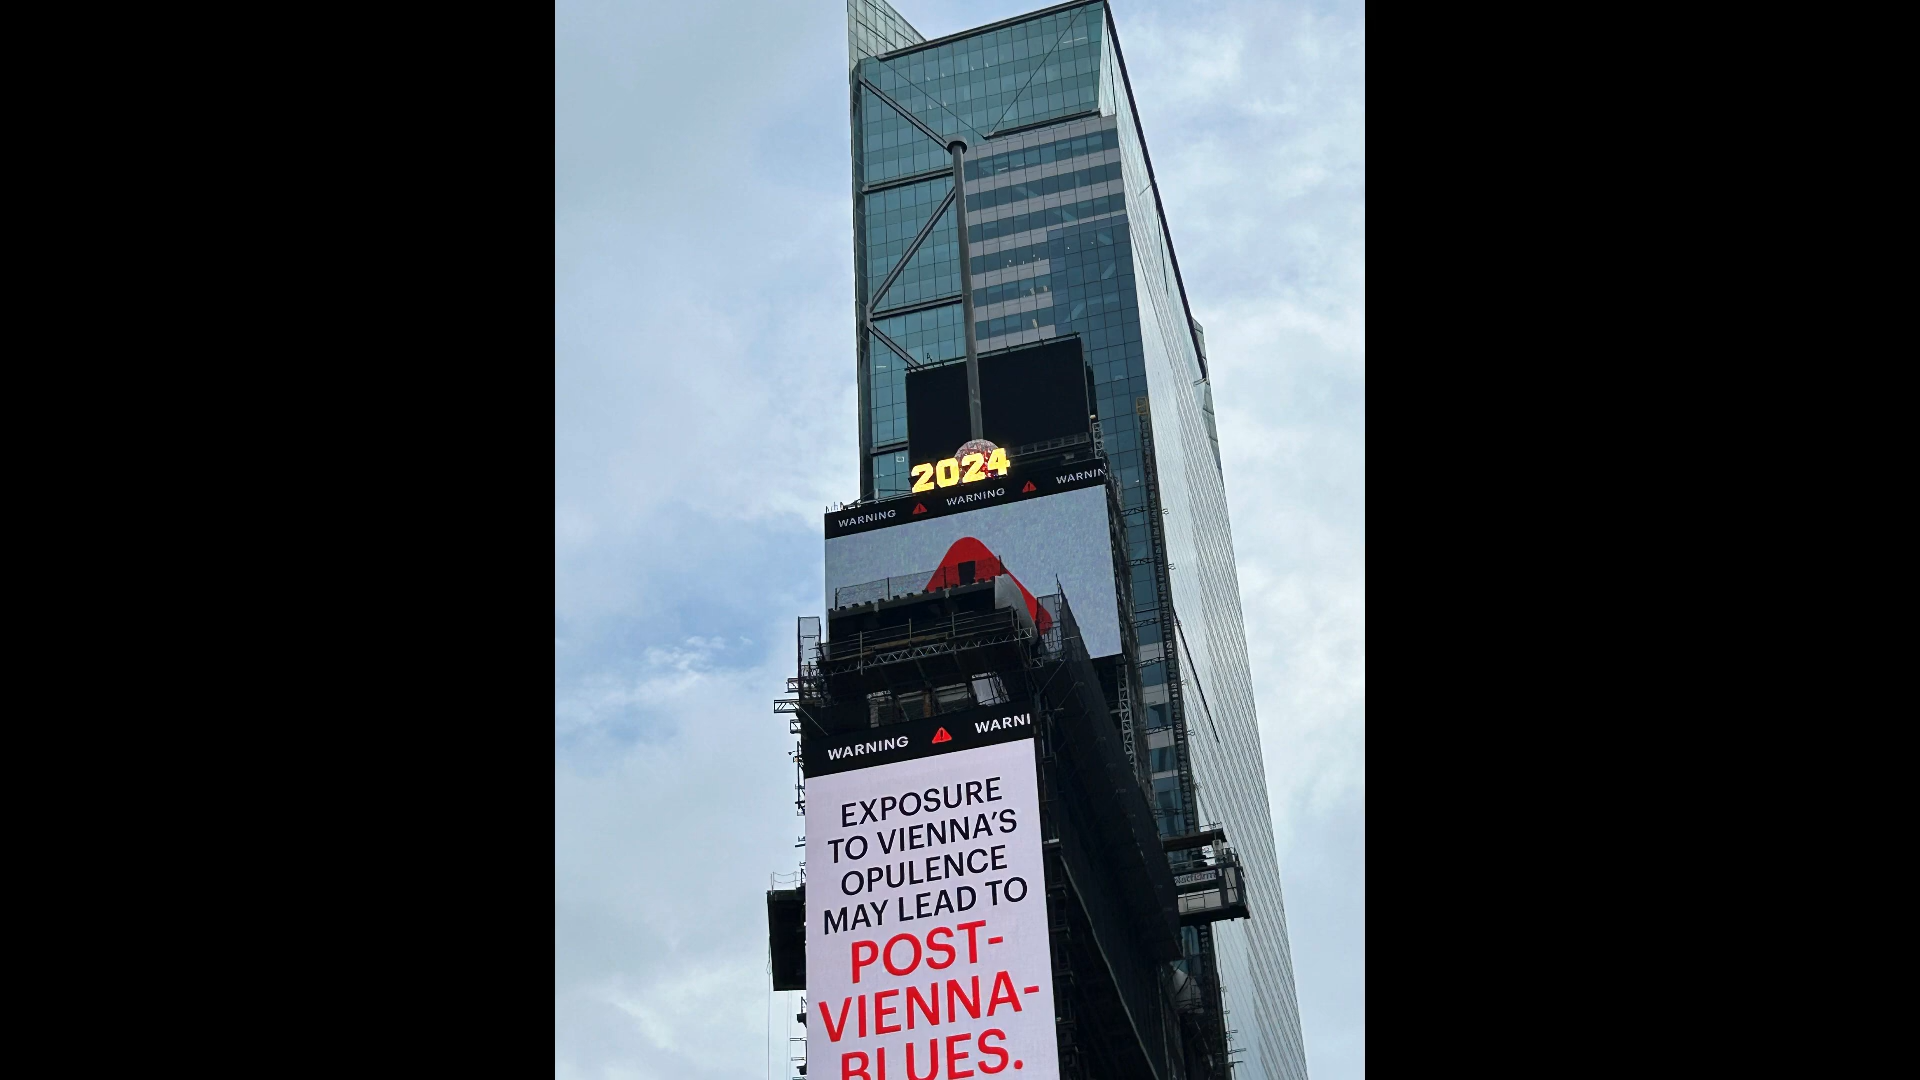 2024
WARNING WARNING WARNIN
WARNING WARNI
EXPOSURE
TO VIENNA'S
OPULENCE
MAY LEAD TO
POST-
VIENNA-
BLUES.